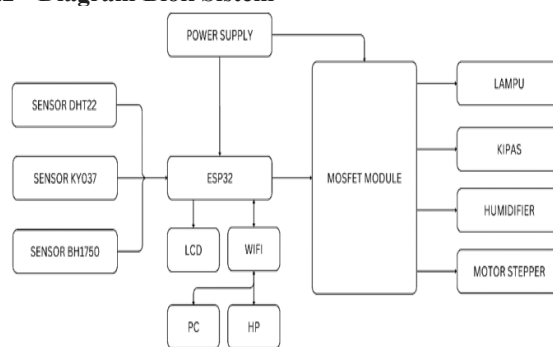 Diagram Blok Sistem
POWER SUPPLY
SENSOR DHT22
SENSOR KY037
SENSOR BH1750
ESP32
LCD
WIFI
PC
HP
MOSFET MODULE
LAMPU
KIPAS
HUMIDIFIER
MOTOR STEPPER